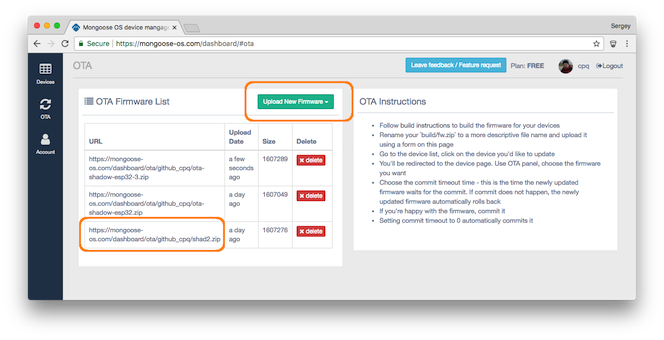 Mongoose OS device managem
Sergey
Secure
https://mongoose-os.com/dashboard/#ota
OTA
Leave feedback / Feature request
Plan: FREE
cpq
Logout
Devices
OTA
Account
OTA Firmware List
Upload New Firmware
URL
Upload
Date
Size
Delete
https://mongoose-
os.com/dashboard/ota/github_cpq/ota-
shadow-esp32-3.zip
a few
seconds
ago
1607289
delete
https://mongoose-
os.com/dashboard/ota/github_cpq/ota-
shadow-esp32.zip
a day
ago
1607049
delete
https://mongoose-
os.com/dashboard/ota/github_cpq/shad2.zip
a day
ago
1607276
delete
OTA Instructions
Follow build instructions to build the firmware for your devices
Rename your `build/fw.zip` to a more descriptive file name and upload it
using a form on this page
Go to the device list, click on the device you'd like to update
You'll be redirected to the device page. Use OTA panel, choose the firmware
you want
Choose the commit timeout time - this is the time the newly updated
firmware waits for the commit. If commit does not happen, the newly
updated firmware automatically rolls back
If you're happy with the firmware, commit it
Setting commit timeout to 0 automatically commits it